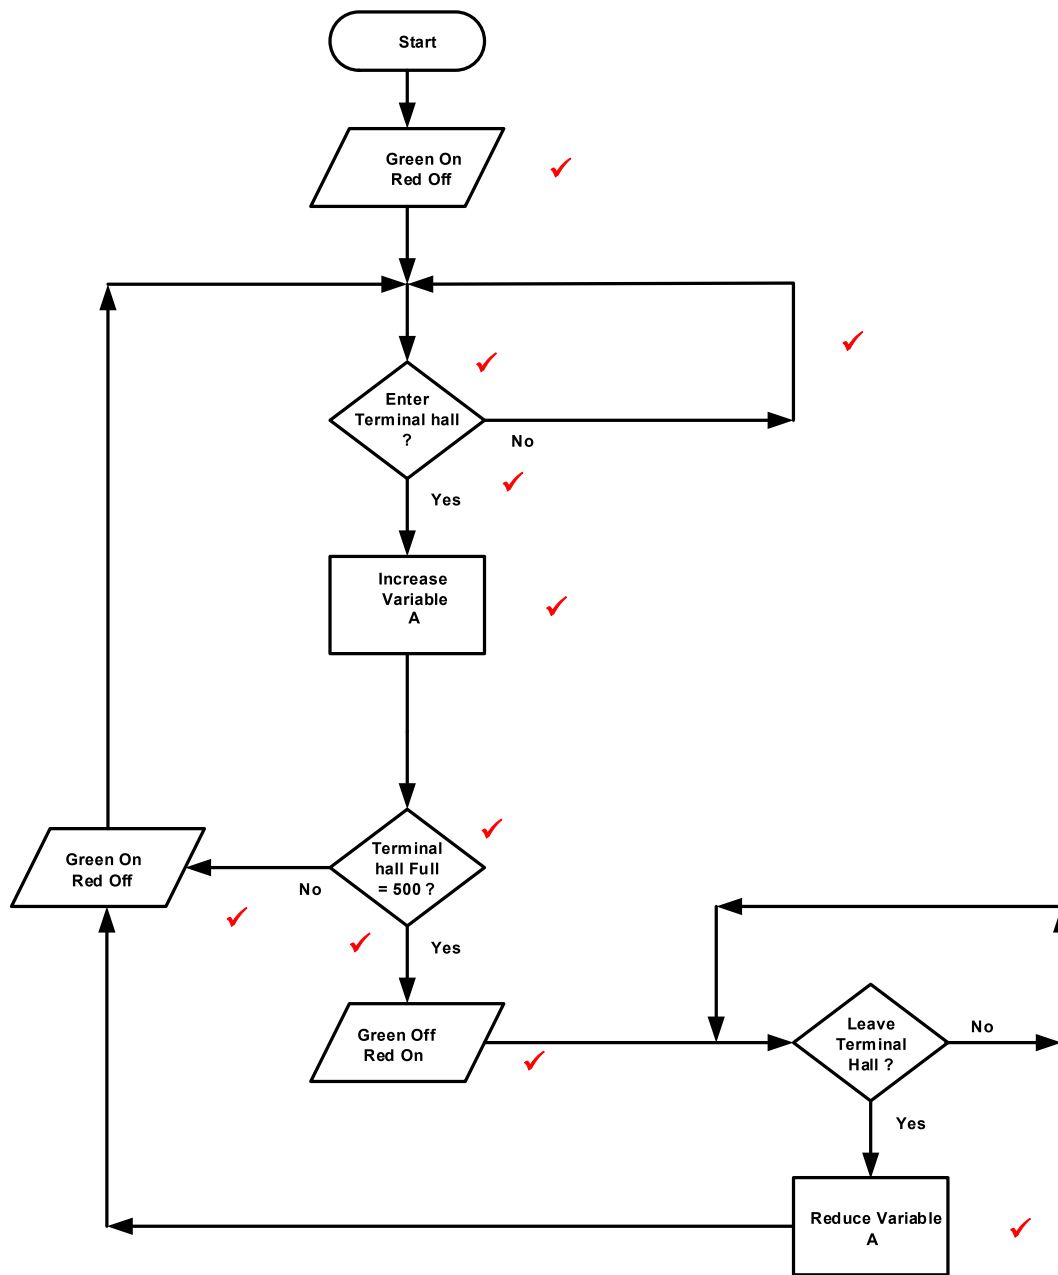 Start
Green On
Red Off
Enter
Terminal hall
?
No
Yes
Increase
Variable
A
Terminal
hall Full
= 500 ?
No
Yes
Green On
Red Off
Green Off
Red On
Leave
Terminal
Hall ?
No
Yes
Reduce Variable
A